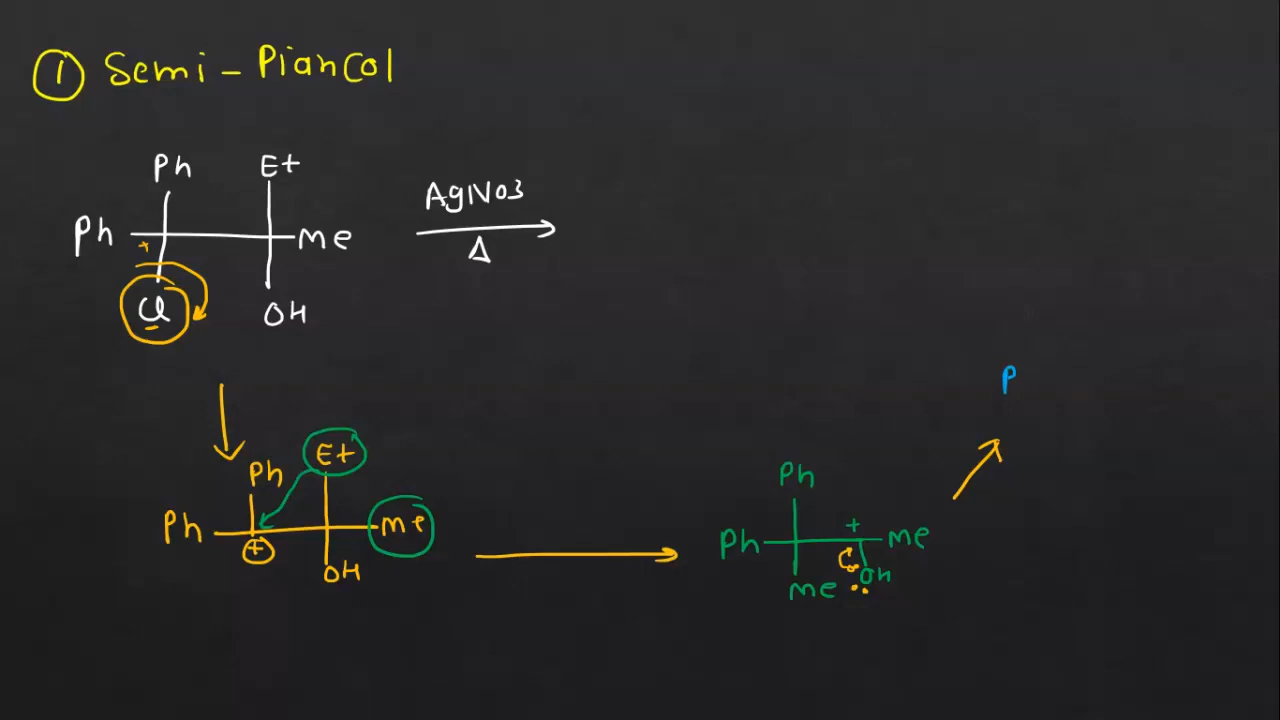 ① Semi-PianCol
Ph Et
Ph + Me
Cl OH
AgNO3
Δ
P
Ph Et
Ph + me
OH
Ph
Ph + Me
Me OH